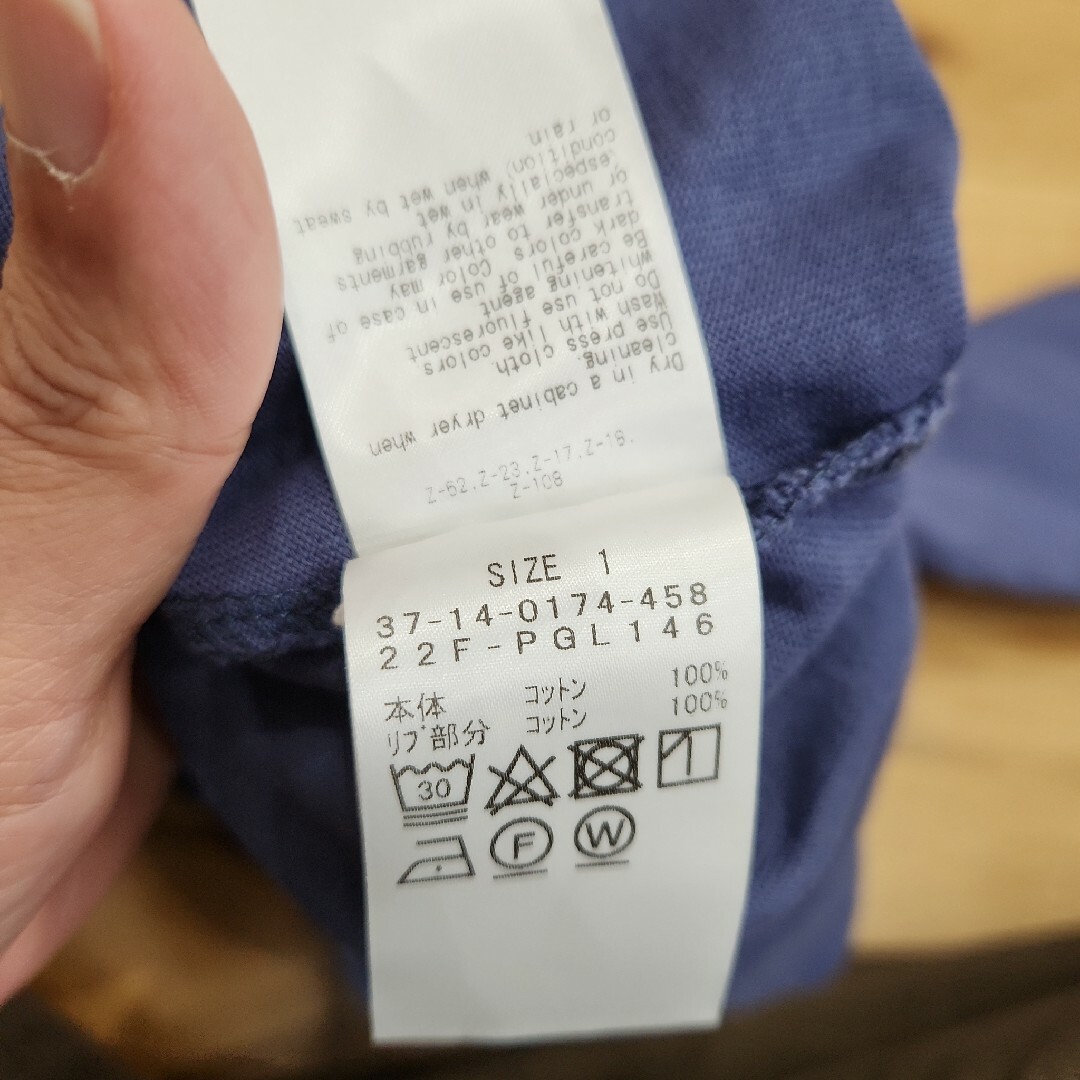 Dry in a cabinet dryer when
cleaning.
Use press cloth.
Wash with like colors.
Do not use fluorescent
whitening agent
Be careful of use in case of
dark colors. Color may
transfer to other garments
or under wear by rubbing
,especially in wet
condition, when wet by sweat
or rain
Z-62.Z-23.Z-17.Z-18.
Z-108
SIZE 1
37-14-0174-458
22F-PGL146
本体 コットン 100%
リブ部分 コットン 100%
30
F W